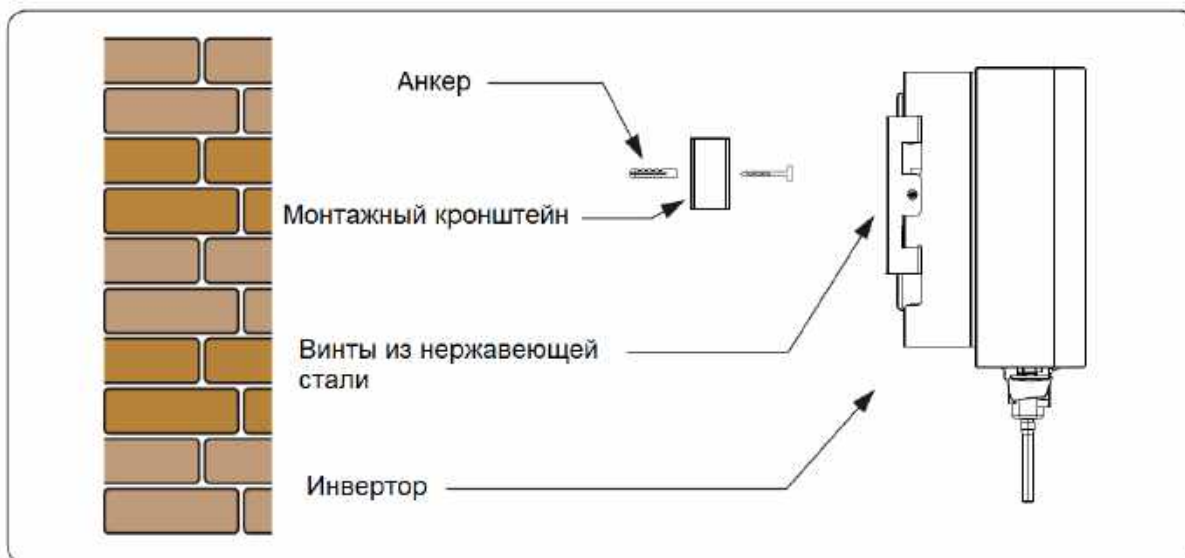 Анкер
Монтажный кронштейн
Винты из нержавеющей
стали
Инвертор